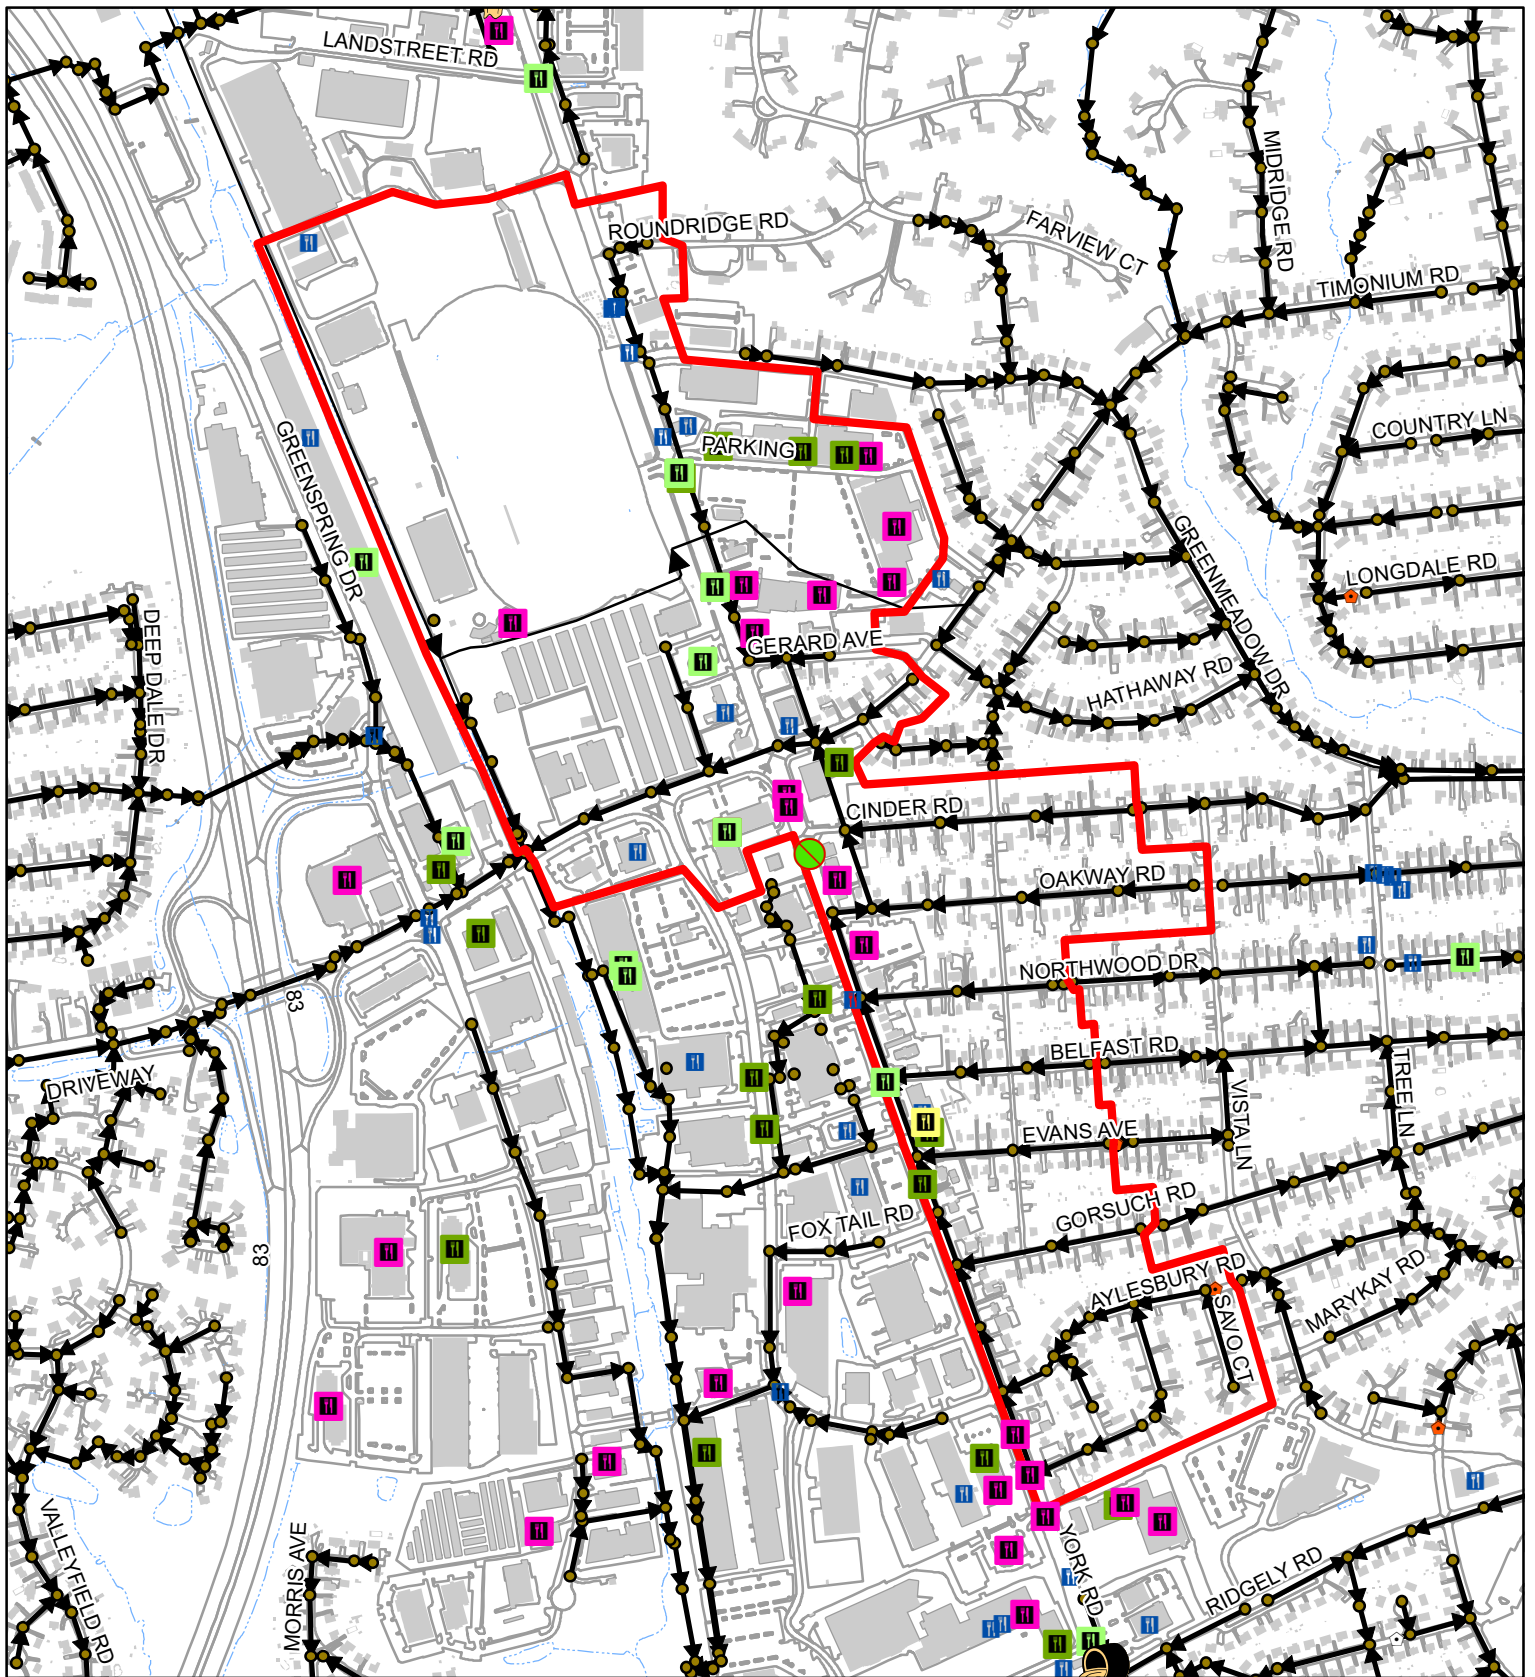 LANDSTREET RD
ROUNDRIDGE RD
FARVIEW CT
MIDRIDGE RD
TIMONIUM RD
COUNTRY LN
PARKING
GREENSPRING DR
GREENMEADOW DR
LONGDALE RD
DEEP DALE DR
GERARD AVE
HATHAWAY RD
CINDER RD
OAKWAY RD
NORTHWOOD DR
83
BELFAST RD
DRIVEWAY
VISTA LN
TREE LN
EVANS AVE
GORSUCH RD
FOX TAIL RD
83
AYLESBURY RD
MARYKAY RD
SAVO CT
VALLEYFIELD RD
MORRIS AVE
YORK RD
RIDGELY RD